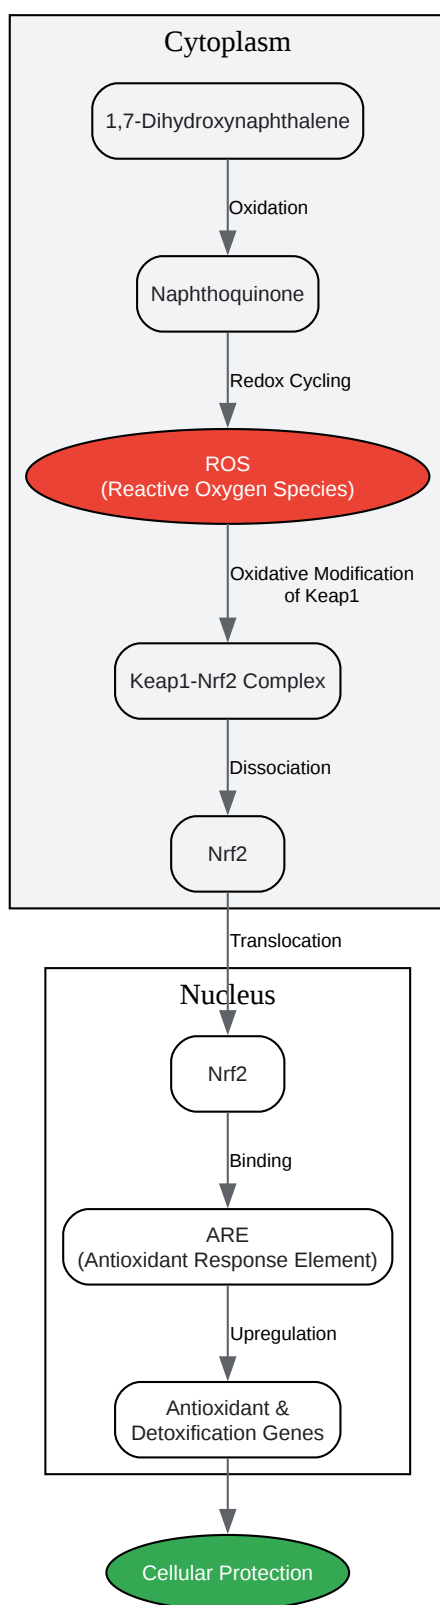 Cytoplasm
1,7-Dihydroxynaphthalene
Oxidation
Naphthoquinone
Redox Cycling
ROS
(Reactive Oxygen Species)
Oxidative Modification
of Keap1
Keap1-Nrf2 Complex
Dissociation
Nrf2
Translocation
Nucleus
Nrf2
Binding
ARE
(Antioxidant Response Element)
Upregulation
Antioxidant &
Detoxification Genes
Cellular Protection